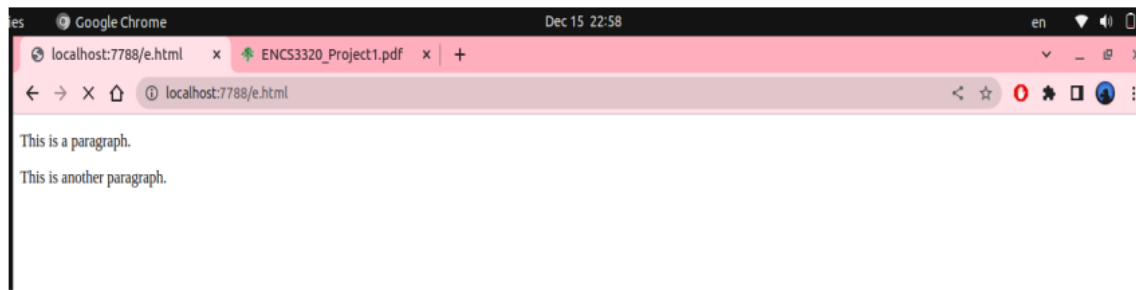 ies Google Chrome Dec 15 22:58 en
localhost:7788/e.html x ENCS3320_Project1.pdf x +
localhost:7788/e.html
This is a paragraph.
This is another paragraph.